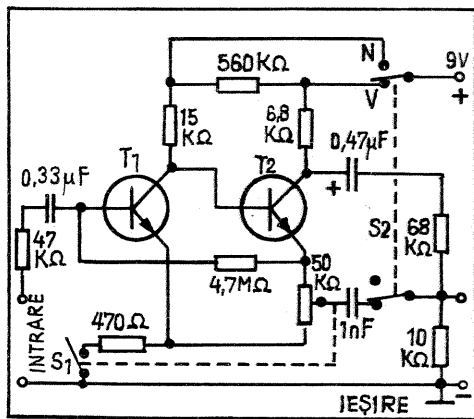 N
560KΩ
9V
V
+
15
KΩ
6,8
KΩ
0,47µF
T1
T2
0,33µF
+
S2
47
KΩ
68
KΩ
50
KΩ
4,7MΩ
INTRARE
1nF
470Ω
10
KΩ
S1
IEŞIRE
-